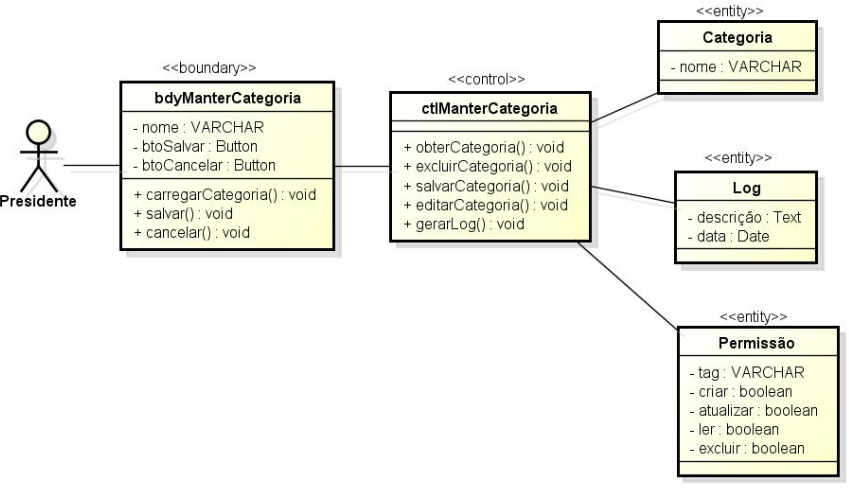 Presidente
<<boundary>>
bdyManterCategoria
- nome : VARCHAR
- btoSalvar : Button
- btoCancelar : Button
+ carregarCategoria() : void
+ salvar() : void
+ cancelar() : void
<<control>>
ctlManterCategoria
+ obterCategoria() : void
+ excluirCategoria() : void
+ salvarCategoria() : void
+ editarCategoria() : void
+ gerarLog() : void
<<entity>>
Categoria
- nome : VARCHAR
<<entity>>
Log
- descrição : Text
- data : Date
<<entity>>
Permissão
- tag : VARCHAR
- criar : boolean
- atualizar : boolean
- ler : boolean
- excluir : boolean